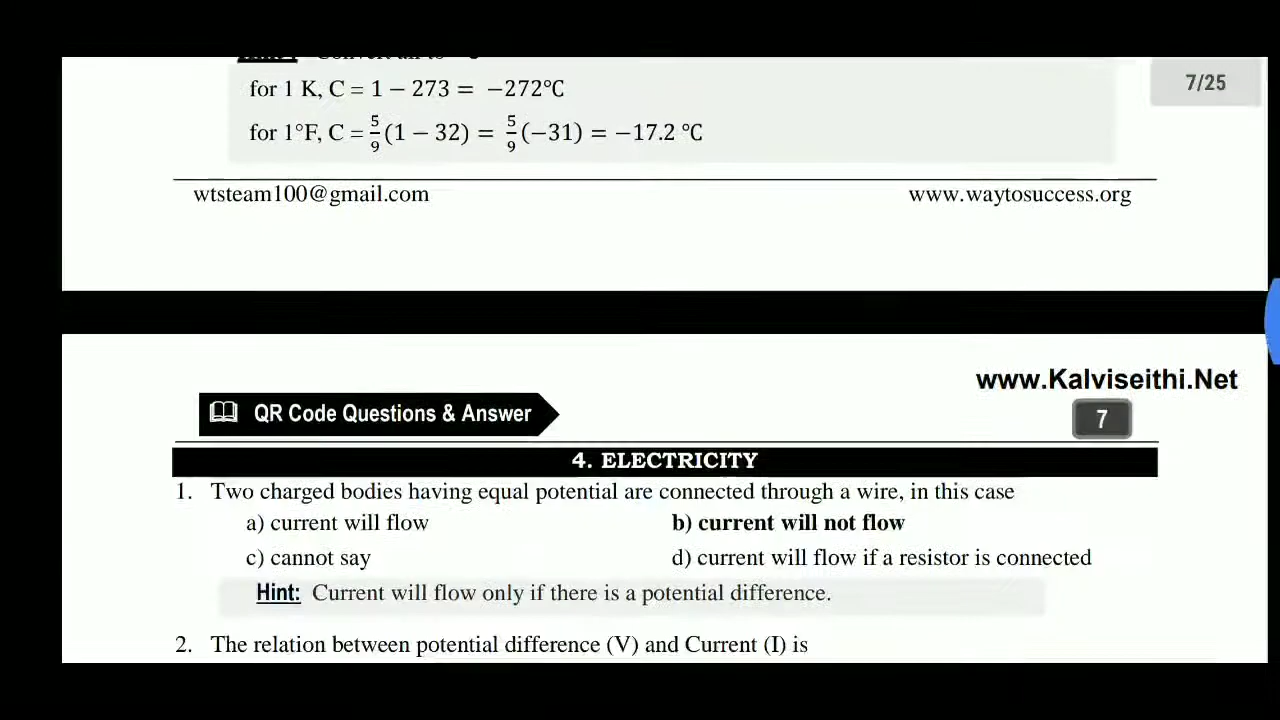 for 1 K, C = 1 − 273 = −272°C
7/25
for 1°F, C = 5/9 (1 − 32) = 5/9 (−31) = −17.2 °C
wtsteam100@gmail.com www.waytosuccess.org
www.Kalviseithi.Net
QR Code Questions & Answer 7
4. ELECTRICITY
1. Two charged bodies having equal potential are connected through a wire, in this case
a) current will flow b) current will not flow
c) cannot say d) current will flow if a resistor is connected
Hint: Current will flow only if there is a potential difference.
2. The relation between potential difference (V) and Current (I) is